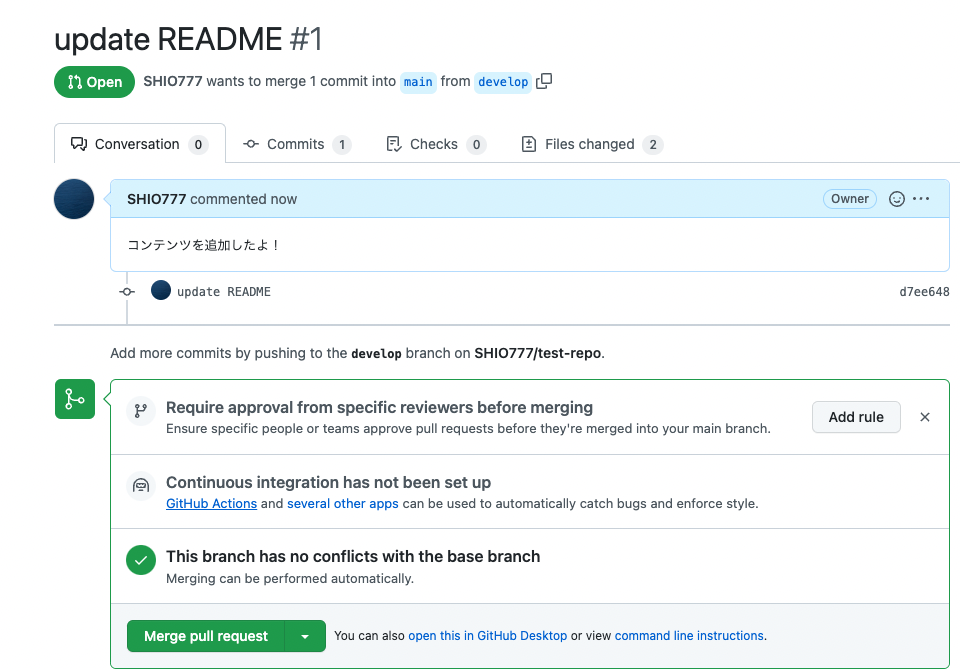 update README #1
Open SHIO777 wants to merge 1 commit into main from develop
Conversation 0 Commits 1 Checks 0 Files changed 2
SHIO777 commented now Owner
コンテンツを追加したよ！
update README d7ee648
Add more commits by pushing to the develop branch on SHIO777/test-repo.
Require approval from specific reviewers before merging
Ensure specific people or teams approve pull requests before they're merged into your main branch.
Add rule
Continuous integration has not been set up
GitHub Actions and several other apps can be used to automatically catch bugs and enforce style.
This branch has no conflicts with the base branch
Merging can be performed automatically.
Merge pull request You can also open this in GitHub Desktop or view command line instructions.